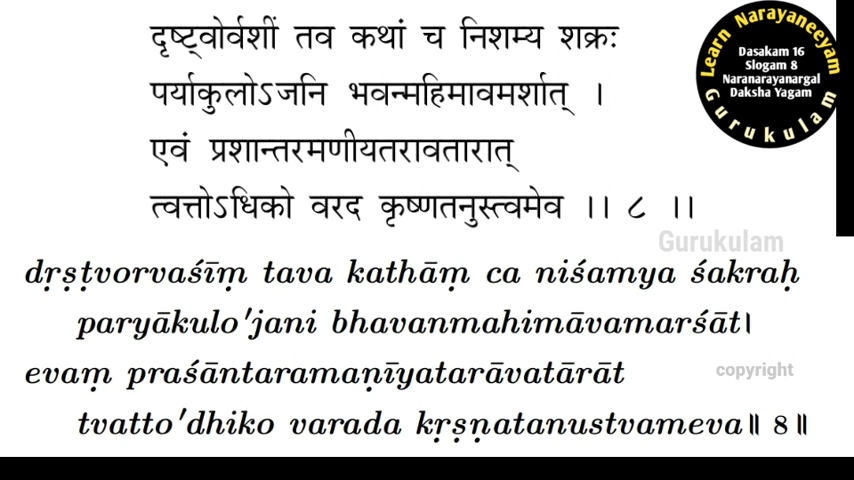 दृष्ट्वोर्वशीं तव कथां च निशम्य शक्रः
पर्याकुलोऽजनि भवन्महिमावमर्शात् ।
एवं प्रशान्तरमणीयतरावतारात्
त्वत्तोऽधिको वरद कृष्णतनुस्त्वमेव ।। ८ ।।
Learn Narayaneeyam
Dasakam 16
Slogam 8
Naranarayanargal
Daksha Yagam
Gurukulam
Gurukulam
dṛṣṭvorvaśīṃ tava kathāṃ ca niśamya śakraḥ
paryākulo'jani bhavanmahimāvamarśāt।
evaṃ praśāntaramaṇīyatarāvatārāt
copyright
tvatto'dhiko varada kṛṣṇatanustvameva॥ 8॥